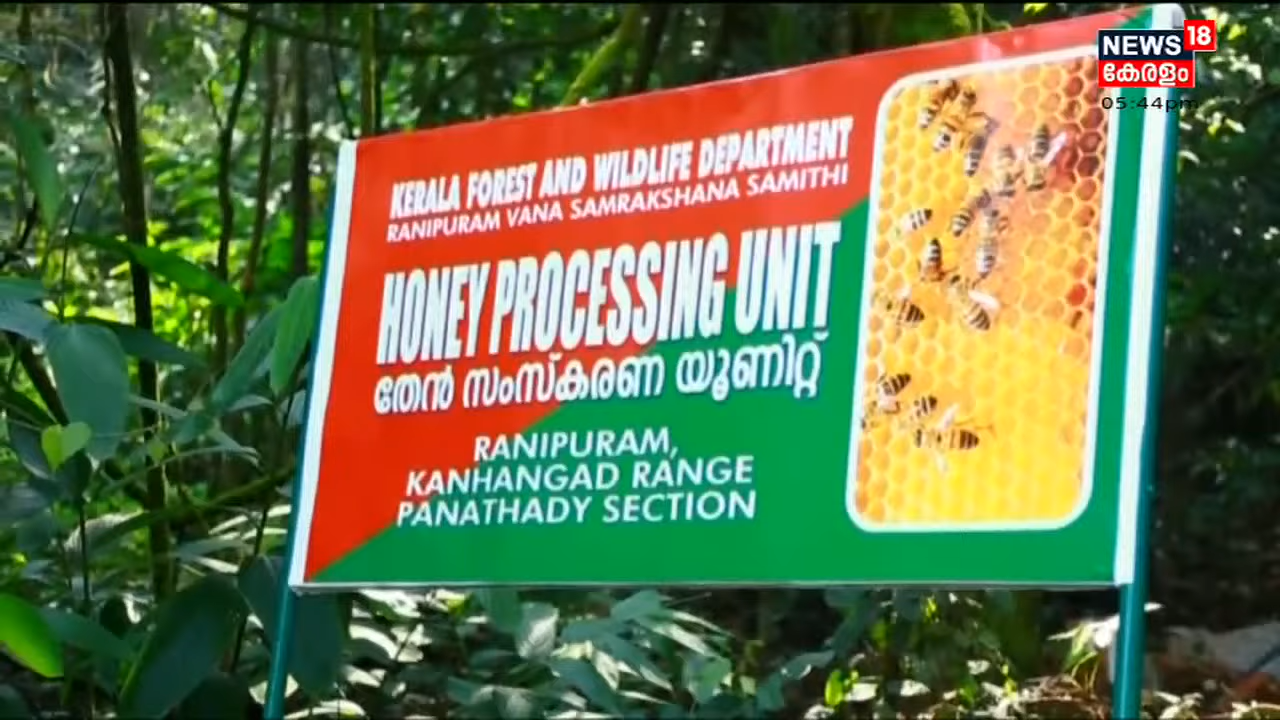 NEWS 18
കേരളം
05:44pm
KERALA FOREST AND WILDLIFE DEPARTMENT
RANIPURAM VANA SAMRAKSHANA SAMITHI
HONEY PROCESSING UNIT
തേൻ സംസ്കരണ യൂണിറ്റ്
RANIPURAM,
KANHANGAD RANGE
PANATHADY SECTION